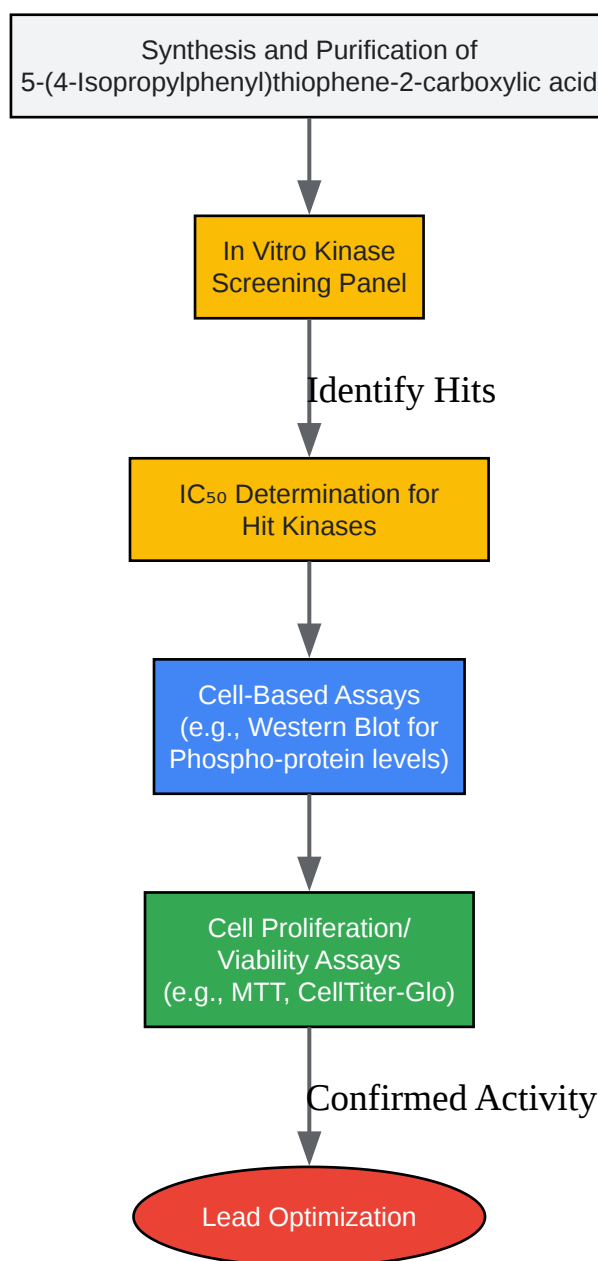 Synthesis and Purification of
5-(4-Isopropylphenyl)thiophene-2-carboxylic acid
In Vitro Kinase
Screening Panel
Identify Hits
IC₅₀ Determination for
Hit Kinases
Cell-Based Assays
(e.g., Western Blot for
Phospho-protein levels)
Cell Proliferation/
Viability Assays
(e.g., MTT, CellTiter-Glo)
Confirmed Activity
Lead Optimization